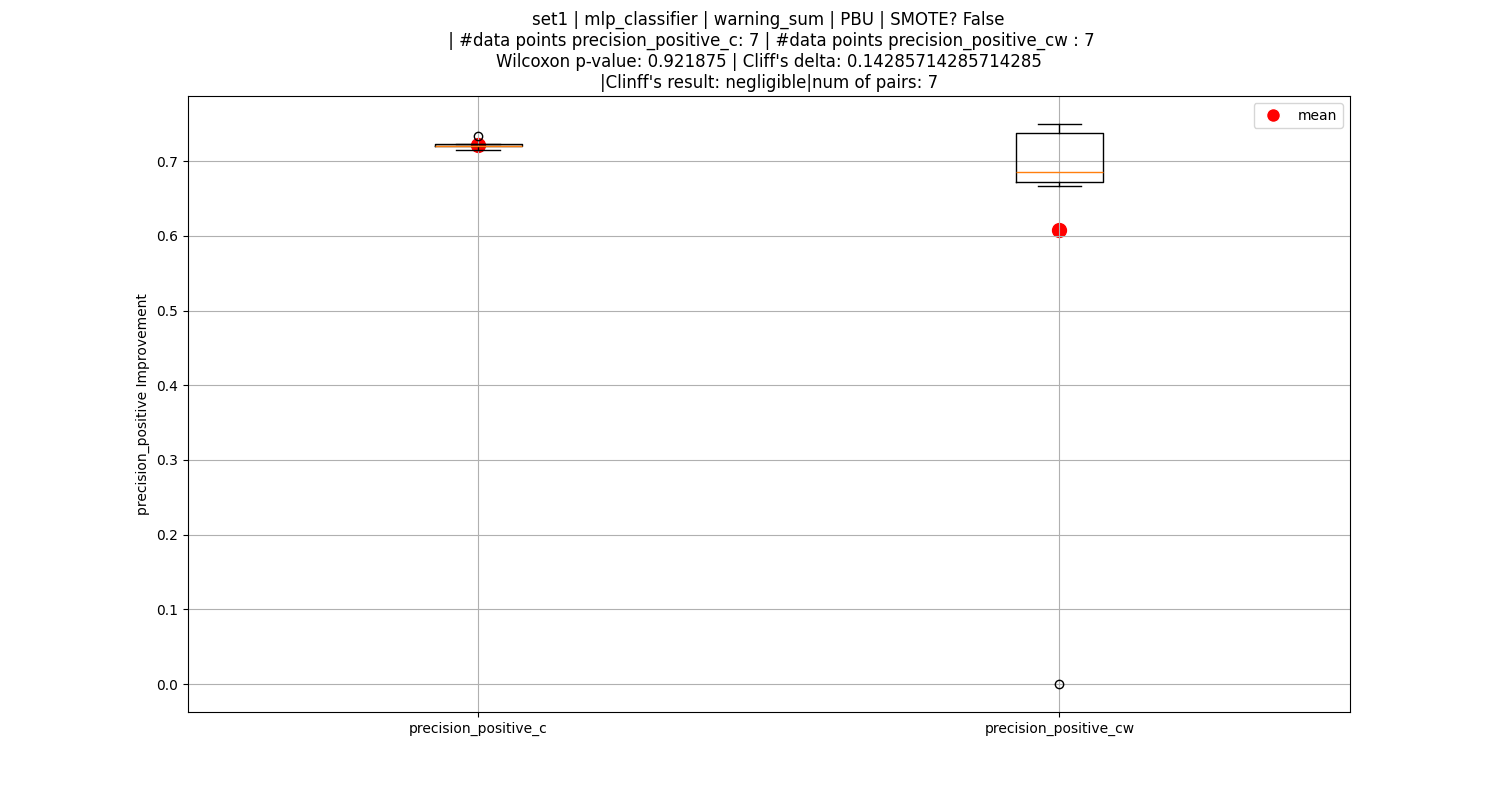 set1 | mlp_classifier | warning_sum | PBU | SMOTE? False
| #data points precision_positive_c: 7 | #data points precision_positive_cw : 7
Wilcoxon p-value: 0.921875 | Cliff's delta: 0.14285714285714285
|Clinff's result: negligible|num of pairs: 7
mean
0.7
0.6
0.5
0.4
0.3
0.2
0.1
0.0
precision_positive Improvement
precision_positive_c
precision_positive_cw